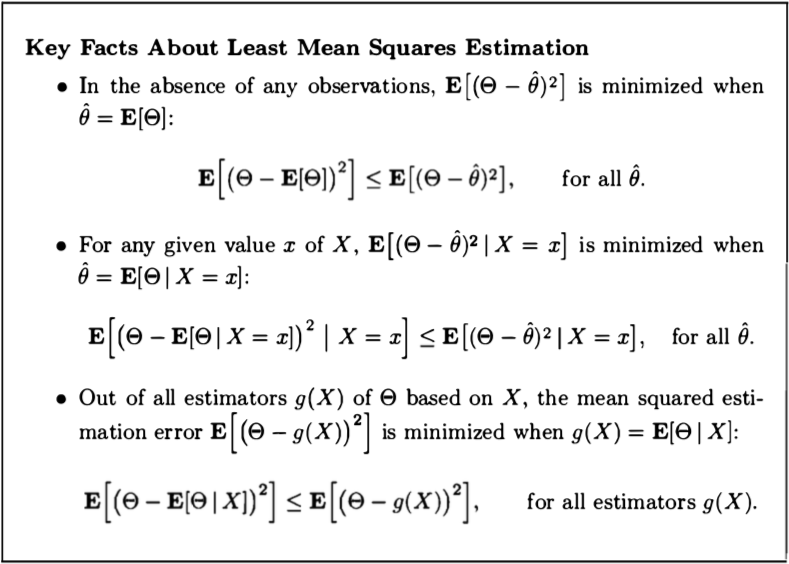 Key Facts About Least Mean Squares Estimation
• In the absence of any observations, E[(Θ − θ̂)²] is minimized when
θ̂ = E[Θ]:
E[(Θ − E[Θ])²] ≤ E[(Θ − θ̂)²], for all θ̂.
• For any given value x of X, E[(Θ − θ̂)² | X = x] is minimized when
θ̂ = E[Θ | X = x]:
E[(Θ − E[Θ | X = x])² | X = x] ≤ E[(Θ − θ̂)² | X = x], for all θ̂.
• Out of all estimators g(X) of Θ based on X, the mean squared esti-
mation error E[(Θ − g(X))²] is minimized when g(X) = E[Θ | X]:
E[(Θ − E[Θ | X])²] ≤ E[(Θ − g(X))²], for all estimators g(X).